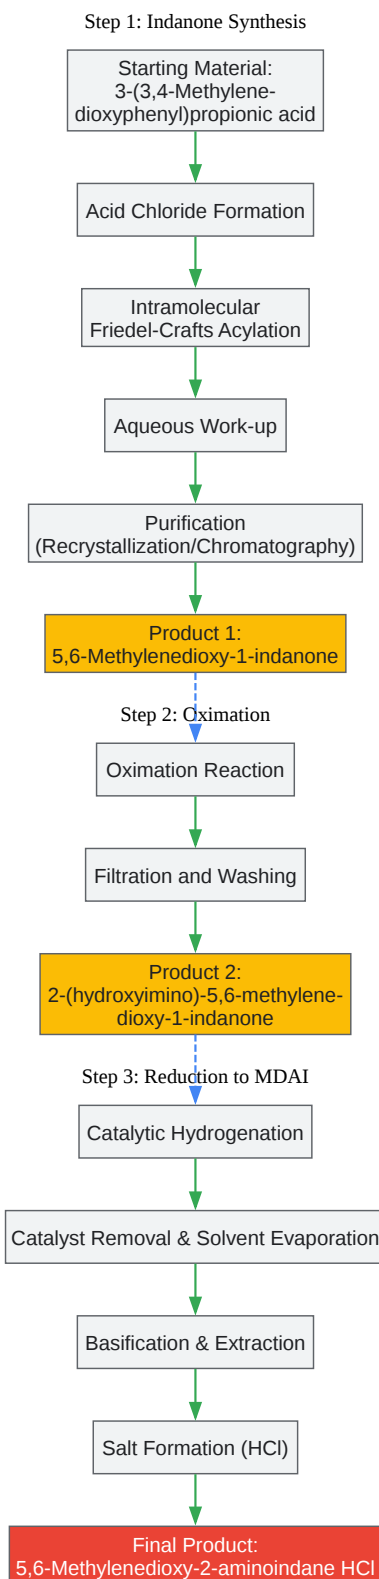 Step 1: Indanone Synthesis
Starting Material:
3-(3,4-Methylene-
dioxyphenyl)propionic acid
Acid Chloride Formation
Intramolecular
Friedel-Crafts Acylation
Aqueous Work-up
Purification
(Recrystallization/Chromatography)
Product 1:
5,6-Methylenedioxy-1-indanone
Step 2: Oximation
Oximation Reaction
Filtration and Washing
Product 2:
2-(hydroxyimino)-5,6-methylene-
dioxy-1-indanone
Step 3: Reduction to MDAI
Catalytic Hydrogenation
Catalyst Removal & Solvent Evaporation
Basification & Extraction
Salt Formation (HCl)
Final Product:
5,6-Methylenedioxy-2-aminoindane HCl